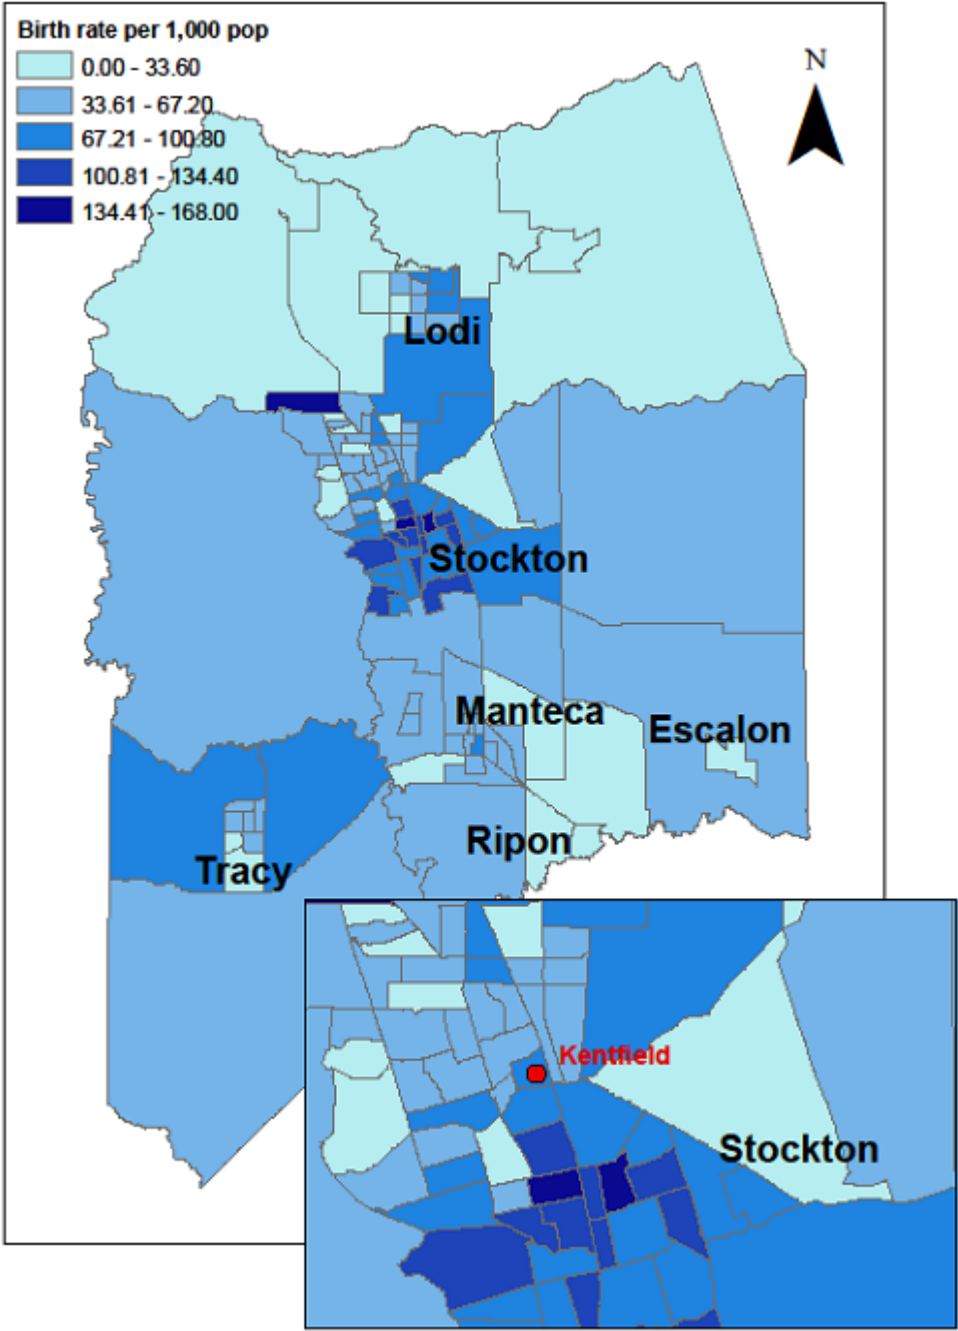 Birth rate per 1,000 pop
0.00 - 33.60
33.61 - 67.20
67.21 - 100.80
100.81 - 134.40
134.41 - 168.00
N
Lodi
Stockton
Manteca
Escalon
Ripon
Tracy
Kentfield
Stockton